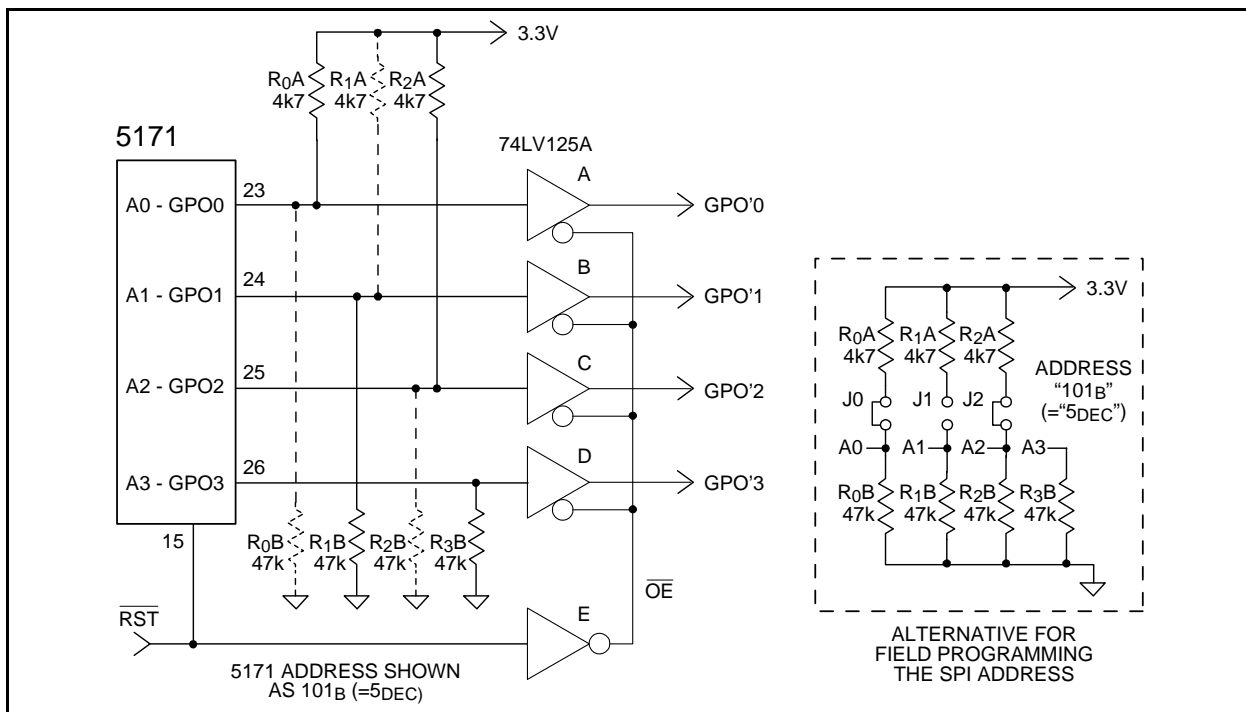 3.3V
R0A
4k7
R1A
4k7
R2A
4k7
5171
74LV125A
A0 - GPO0
23
A
GPO'0
A1 - GPO1
24
B
GPO'1
A2 - GPO2
25
C
GPO'2
A3 - GPO3
26
D
GPO'3
15
R0B
47k
R1B
47k
R2B
47k
R3B
47k
OE
RST
E
5171 ADDRESS SHOWN
AS 101B (=5DEC)
3.3V
R0A
4k7
R1A
4k7
R2A
4k7
ADDRESS
“101B”
(=“5DEC”)
J0
J1
J2
A0
A1
A2
A3
R0B
47k
R1B
47k
R2B
47k
R3B
47k
ALTERNATIVE FOR
FIELD PROGRAMMING
THE SPI ADDRESS